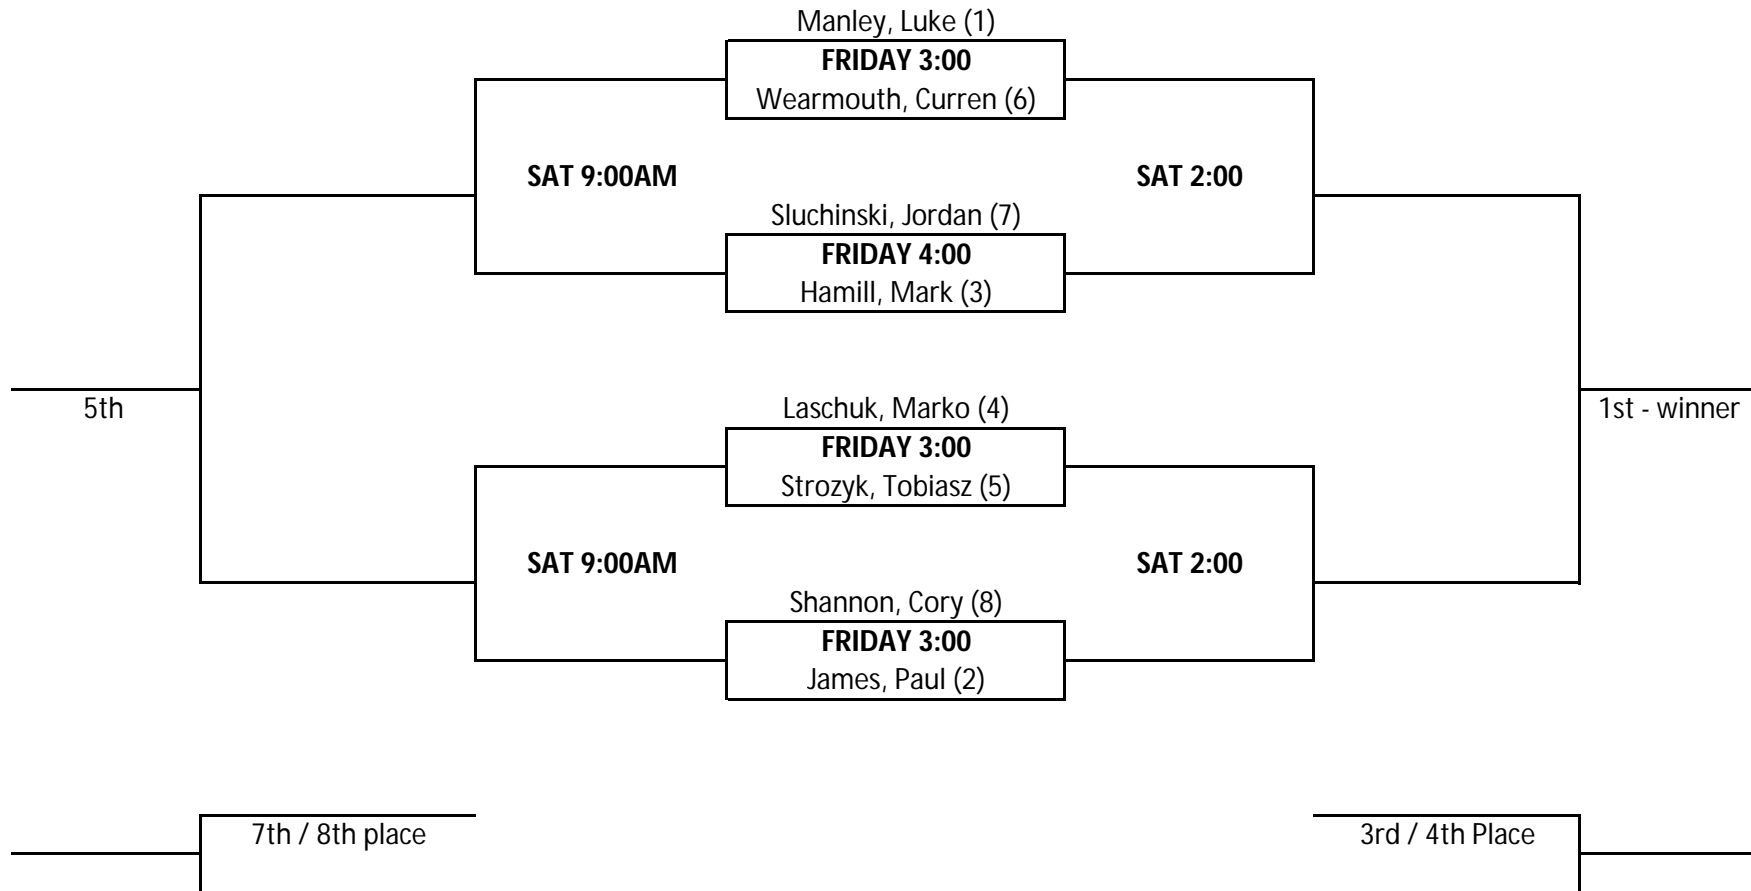 Manley, Luke (1)
FRIDAY 3:00
Wearmouth, Curren (6)
SAT 9:00AM
SAT 2:00
Sluchinski, Jordan (7)
FRIDAY 4:00
Hamill, Mark (3)
5th
Laschuk, Marko (4)
1st - winner
FRIDAY 3:00
Strozyk, Tobiasz (5)
SAT 9:00AM
SAT 2:00
Shannon, Cory (8)
FRIDAY 3:00
James, Paul (2)
7th / 8th place
3rd / 4th Place